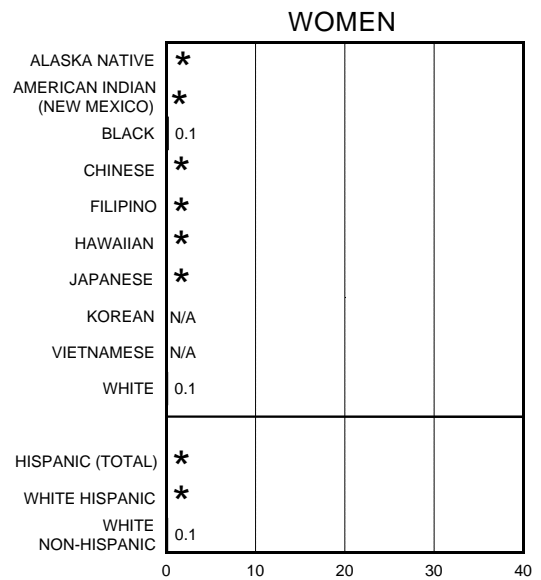 WOMEN
ALASKA NATIVE *
AMERICAN INDIAN
(NEW MEXICO) *
BLACK 0.1
CHINESE *
FILIPINO *
HAWAIIAN *
JAPANESE *
KOREAN N/A
VIETNAMESE N/A
WHITE 0.1
HISPANIC (TOTAL) *
WHITE HISPANIC *
WHITE
NON-HISPANIC 0.1
0 10 20 30 40